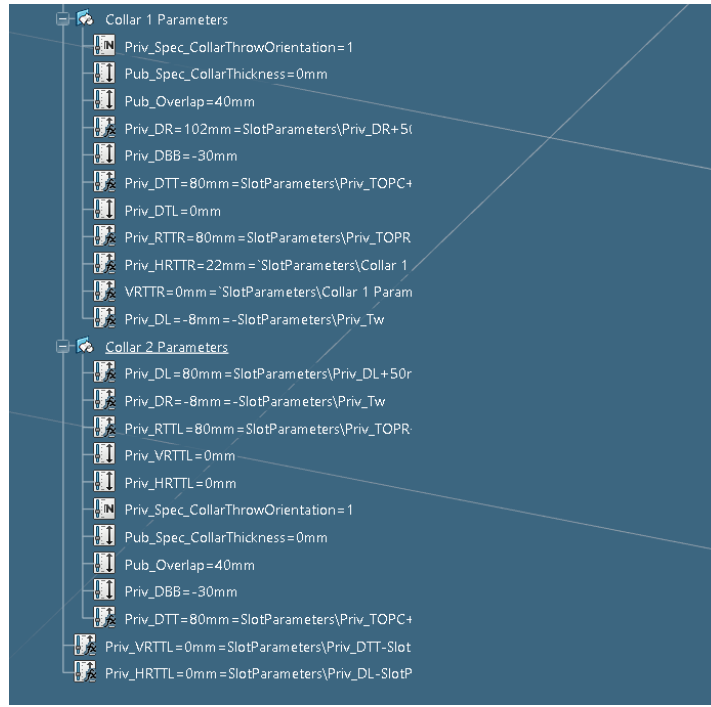 Collar 1 Parameters
Priv_Spec_CollarThrowOrientation=1
Pub_Spec_CollarThickness=0mm
Pub_Overlap=40mm
Priv_DR=102mm=SlotParameters\Priv_DR+50
Priv_DBB=-30mm
Priv_DTT=80mm=SlotParameters\Priv_TOPC+
Priv_DTL=0mm
Priv_RTTR=80mm=SlotParameters\Priv_TOPR
Priv_HRTTR=22mm=`SlotParameters\Collar 1
VRTTR=0mm=`SlotParameters\Collar 1 Param
Priv_DL=-8mm=-SlotParameters\Priv_Tw
Collar 2 Parameters
Priv_DL=80mm=SlotParameters\Priv_DL+50r
Priv_DR=-8mm=-SlotParameters\Priv_Tw
Priv_RTTL=80mm=SlotParameters\Priv_TOPR-
Priv_VRTTL=0mm
Priv_HRTTL=0mm
Priv_Spec_CollarThrowOrientation=1
Pub_Spec_CollarThickness=0mm
Pub_Overlap=40mm
Priv_DBB=-30mm
Priv_DTT=80mm=SlotParameters\Priv_TOPC+
Priv_VRTTL=0mm=SlotParameters\Priv_DTT-Slot
Priv_HRTTL=0mm=SlotParameters\Priv_DL-SlotP